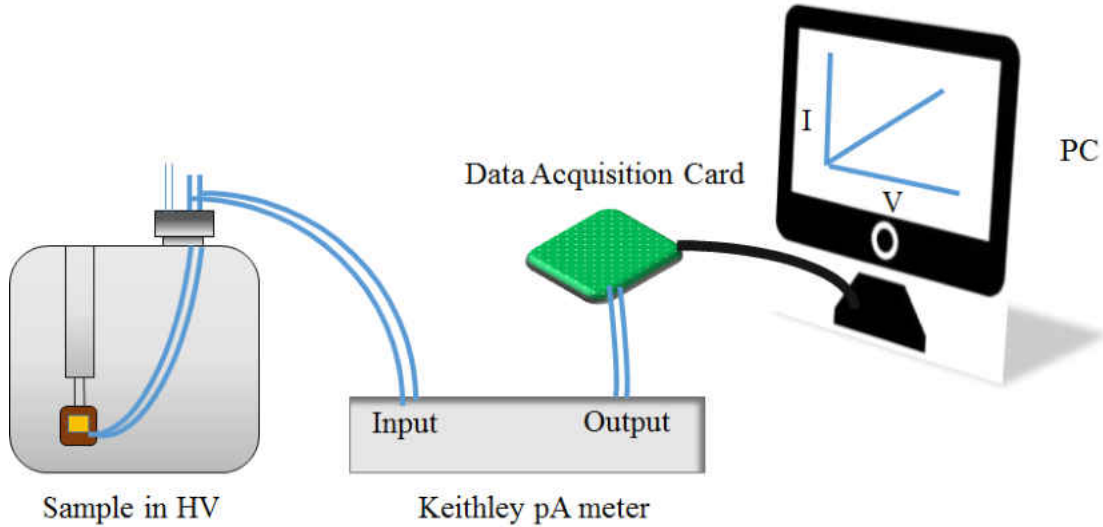 Data Acquisition Card
I
V
PC
Input
Output
Sample in HV
Keithley pA meter